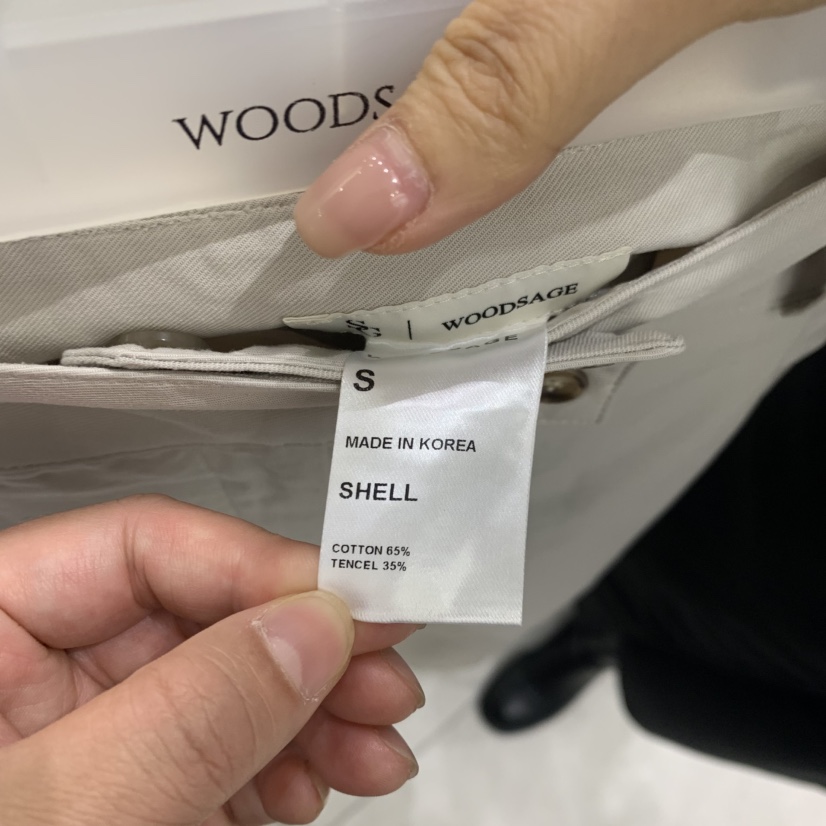 WOODS
WOODSAGE
S
MADE IN KOREA
SHELL
COTTON 65%
TENCEL 35%